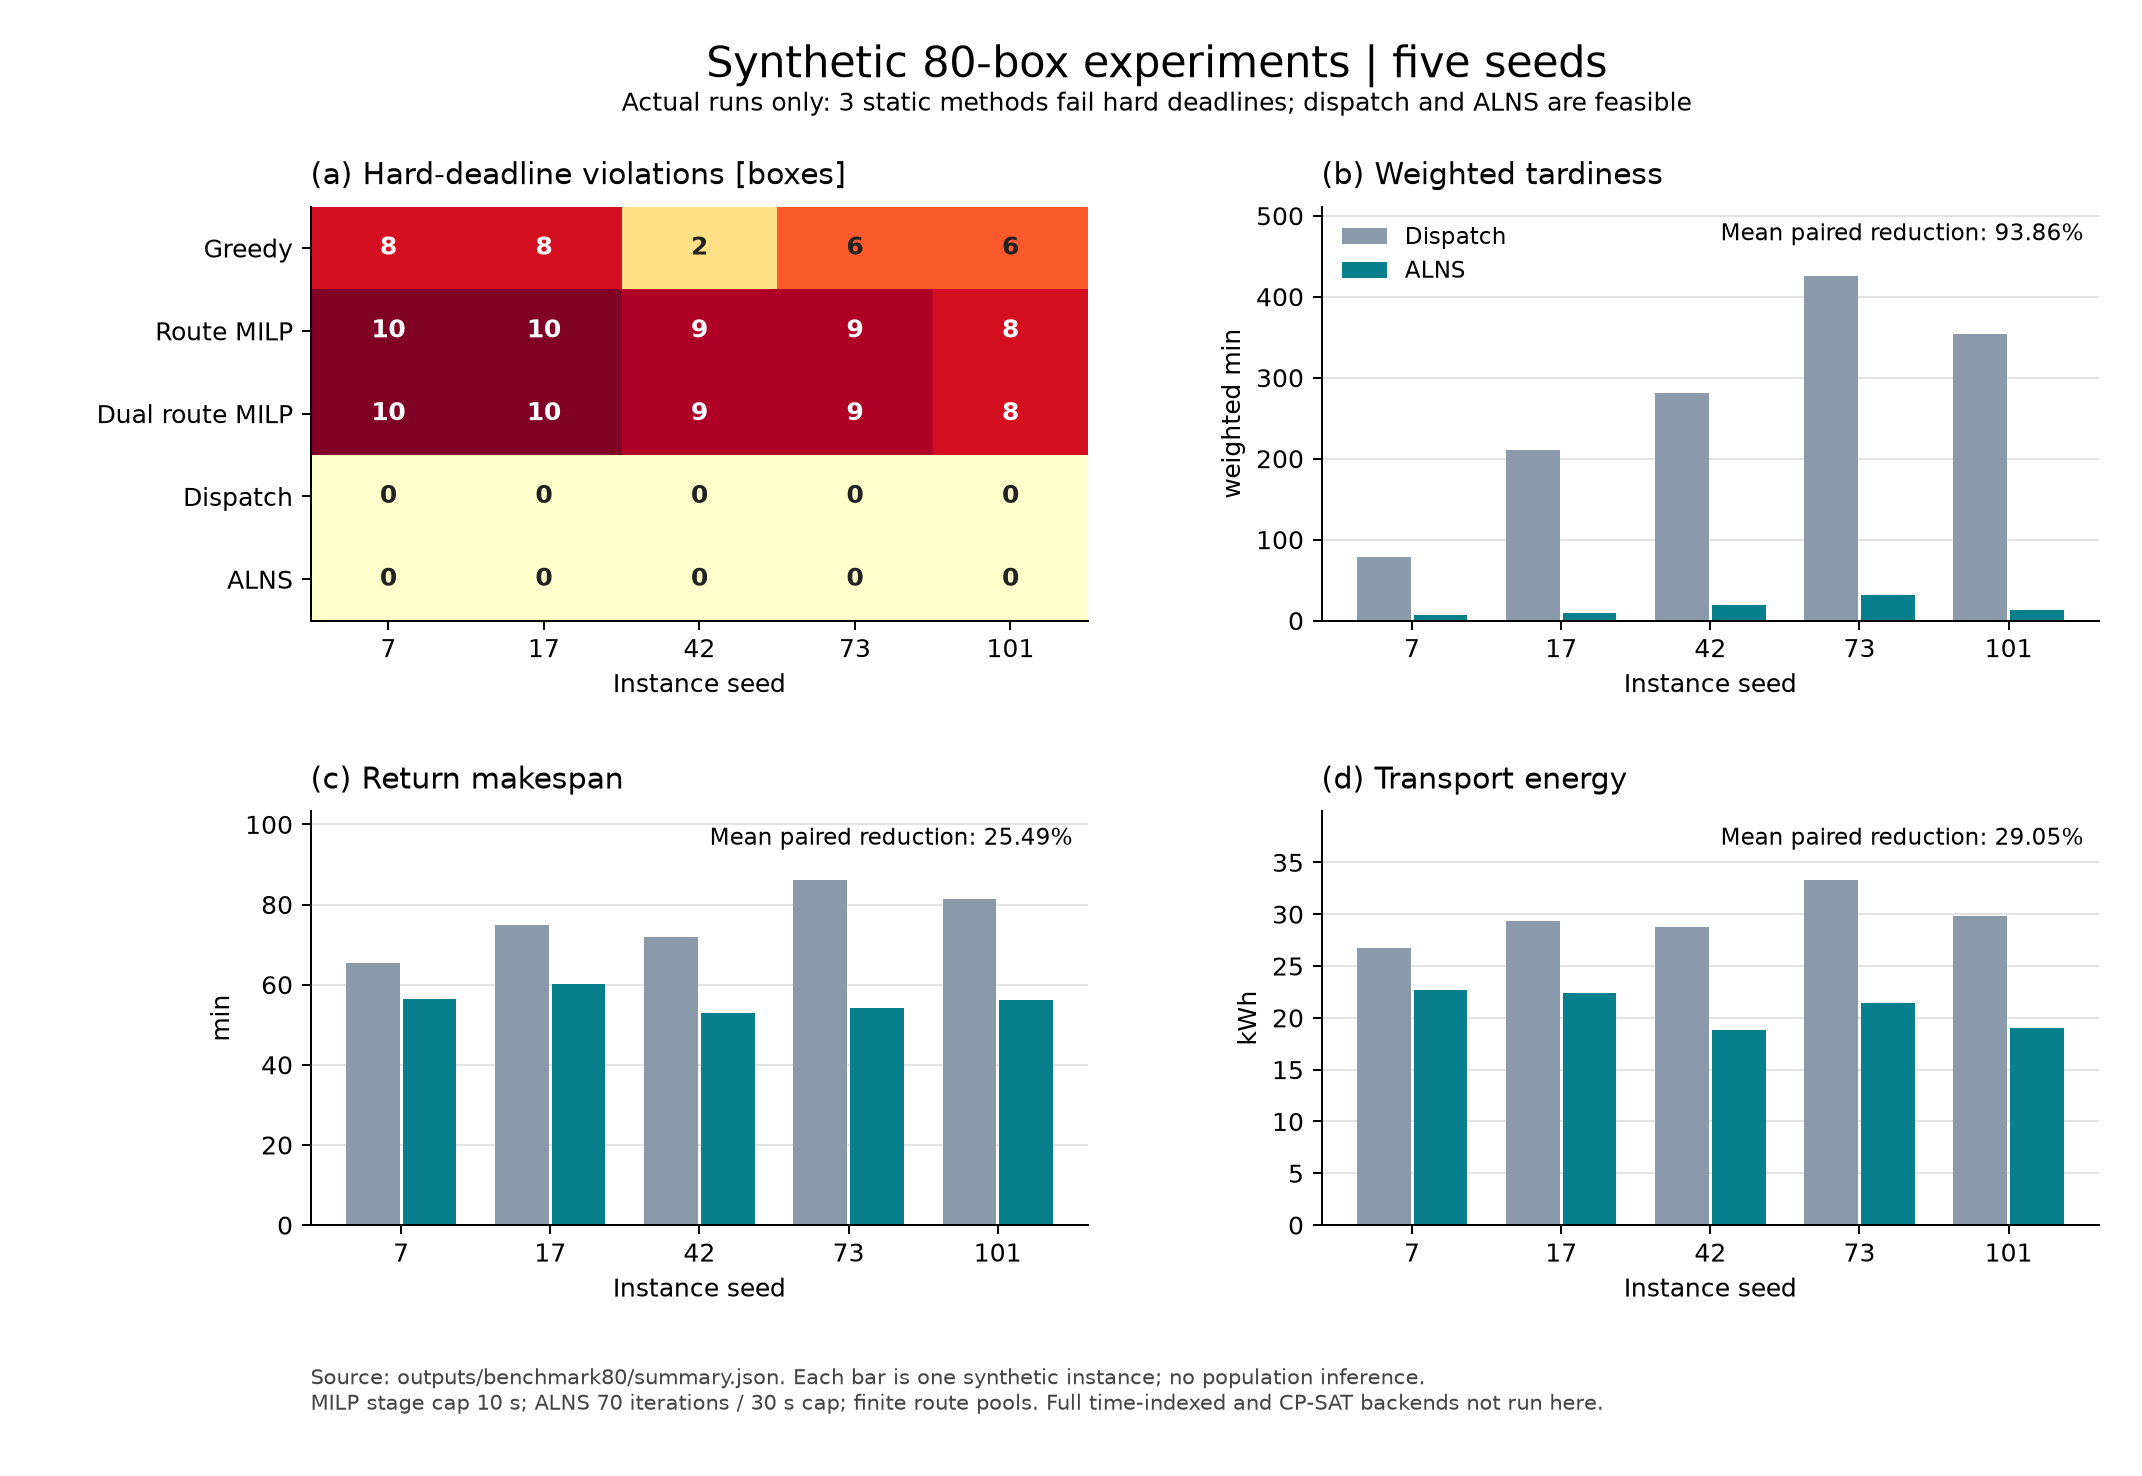 Synthetic 80-box experiments | five seeds
Actual runs only: 3 static methods fail hard deadlines; dispatch and ALNS are feasible
(a) Hard-deadline violations [boxes]
Greedy 8 8 2 6 6
Route MILP 10 10 9 9 8
Dual route MILP 10 10 9 9 8
Dispatch 0 0 0 0 0
ALNS 0 0 0 0 0
7 17 42 73 101
Instance seed
(b) Weighted tardiness
Dispatch
ALNS
Mean paired reduction: 93.86%
weighted min
500
400
300
200
100
0
7 17 42 73 101
Instance seed
(c) Return makespan
Mean paired reduction: 25.49%
min
100
80
60
40
20
0
7 17 42 73 101
Instance seed
(d) Transport energy
Mean paired reduction: 29.05%
kWh
35
30
25
20
15
10
5
0
7 17 42 73 101
Instance seed
Source: outputs/benchmark80/summary.json. Each bar is one synthetic instance; no population inference.
MILP stage cap 10 s; ALNS 70 iterations / 30 s cap; finite route pools. Full time-indexed and CP-SAT backends not run here.